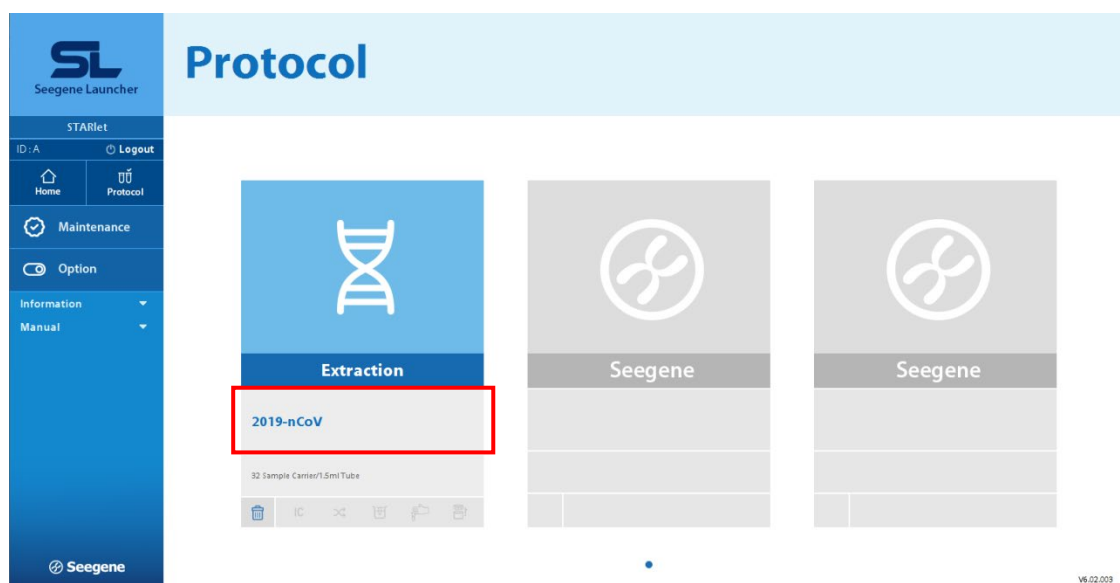 SL
Seegene Launcher
STARlet
ID : A Logout
Home Protocol
Maintenance
Option
Information
Manual
Seegene
Protocol
Extraction
2019-nCoV
32 Sample Carrier/1.5ml Tube
IC
Seegene
Seegene
V6.02.003